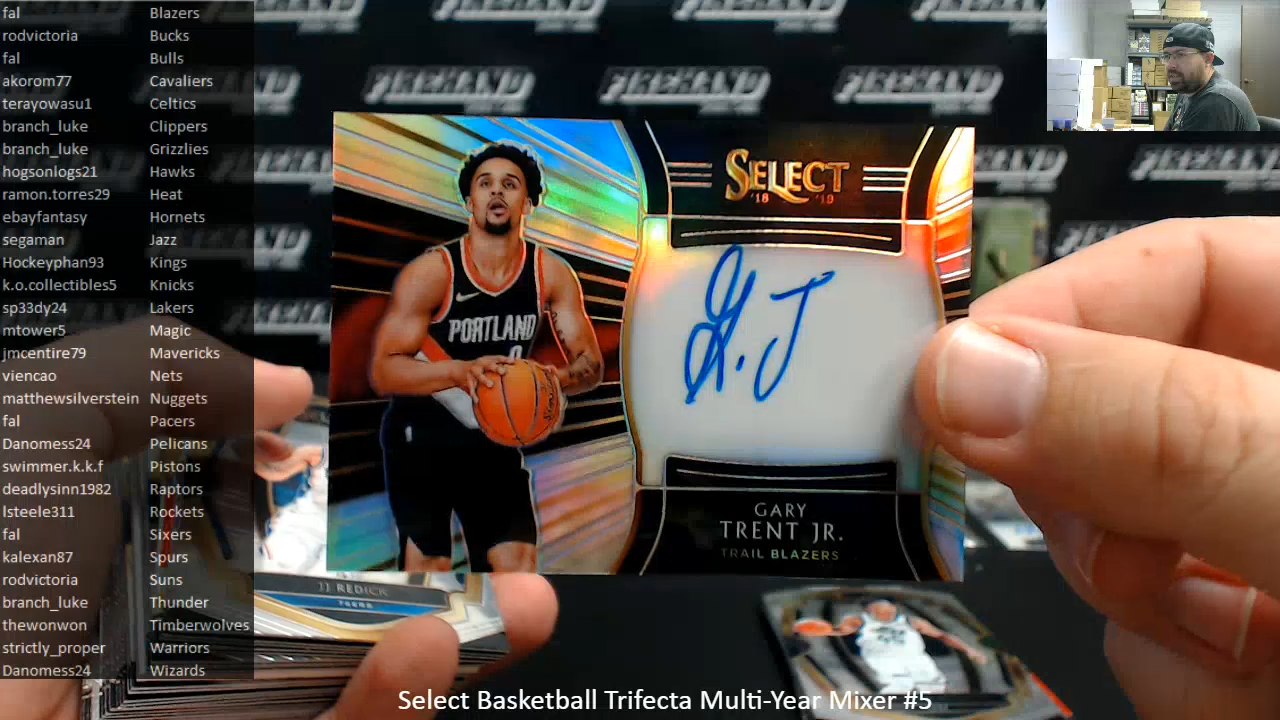 fal Blazers
rodvictoria Bucks
fal Bulls
akorom77 Cavaliers
terayowasu1 Celtics
branch_luke Clippers
branch_luke Grizzlies
hogsonlogs21 Hawks
ramon.torres29 Heat
ebayfantasy Hornets
segaman Jazz
Hockeyphan93 Kings
k.o.collectibles5 Knicks
sp33dy24 Lakers
mtower5 Magic
jmcentire79 Mavericks
viencao Nets
matthewsilverstein Nuggets
fal Pacers
Danomess24 Pelicans
swimmer.k.k.f Pistons
deadlysinn1982 Raptors
lsteele311 Rockets
fal Sixers
kalexan87 Spurs
rodvictoria Suns
branch_luke Thunder
thewonwon Timberwolves
strictly_proper Warriors
Danomess24 Wizards
SELECT
'18 '19
PORTLAND
G. T
GARY
TRENT JR.
TRAIL BLAZERS
JJ REDICK
76ERS
Select Basketball Trifecta Multi-Year Mixer #5